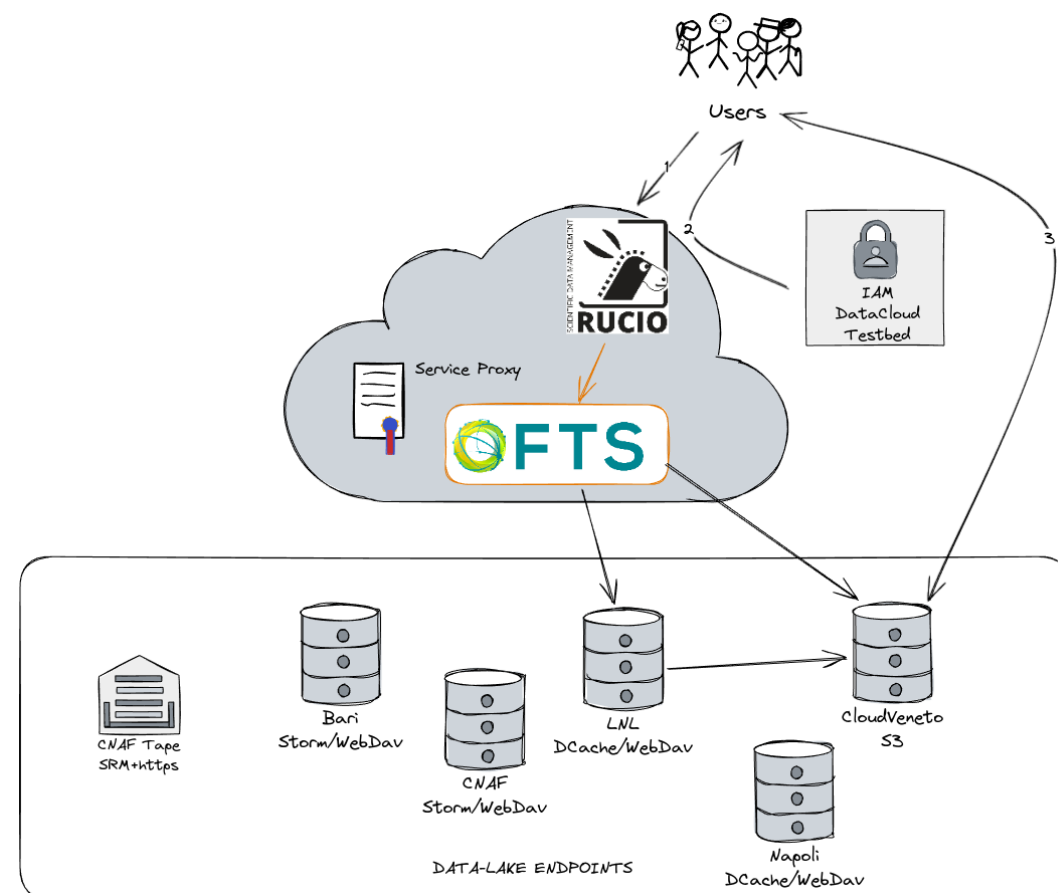 Users
1
2
3
SCIENTIFIC DATA MANAGEMENT
RUCIO
IAM
DataCloud
Testbed
Service Proxy
FTS
Bari
Storm/WebDav
LNL
DCache/WebDav
CloudVeneto
S3
CNAF Tape
SRM+https
CNAF
Storm/WebDav
Napoli
DCache/WebDav
DATA-LAKE ENDPOINTS